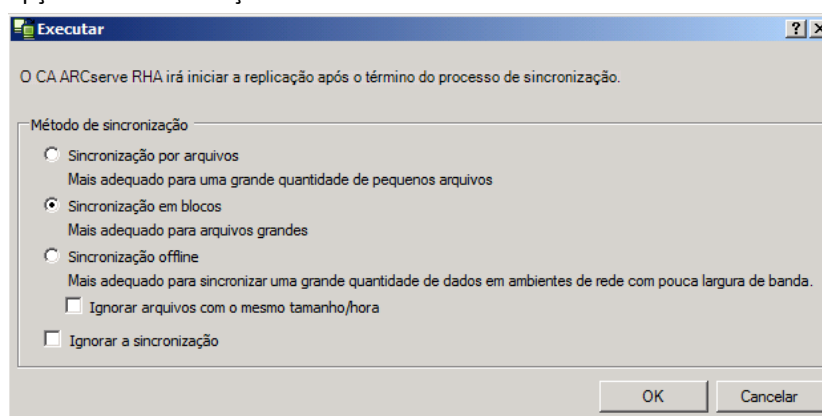 Executar
O CA ARCserve RHA irá iniciar a replicação após o término do processo de sincronização.
Método de sincronização
Sincronização por arquivos
Mais adequado para uma grande quantidade de pequenos arquivos
Sincronização em blocos
Mais adequado para arquivos grandes
Sincronização offline
Mais adequado para sincronizar uma grande quantidade de dados em ambientes de rede com pouca largura de banda.
Ignorar arquivos com o mesmo tamanho/hora
Ignorar a sincronização
OK Cancelar